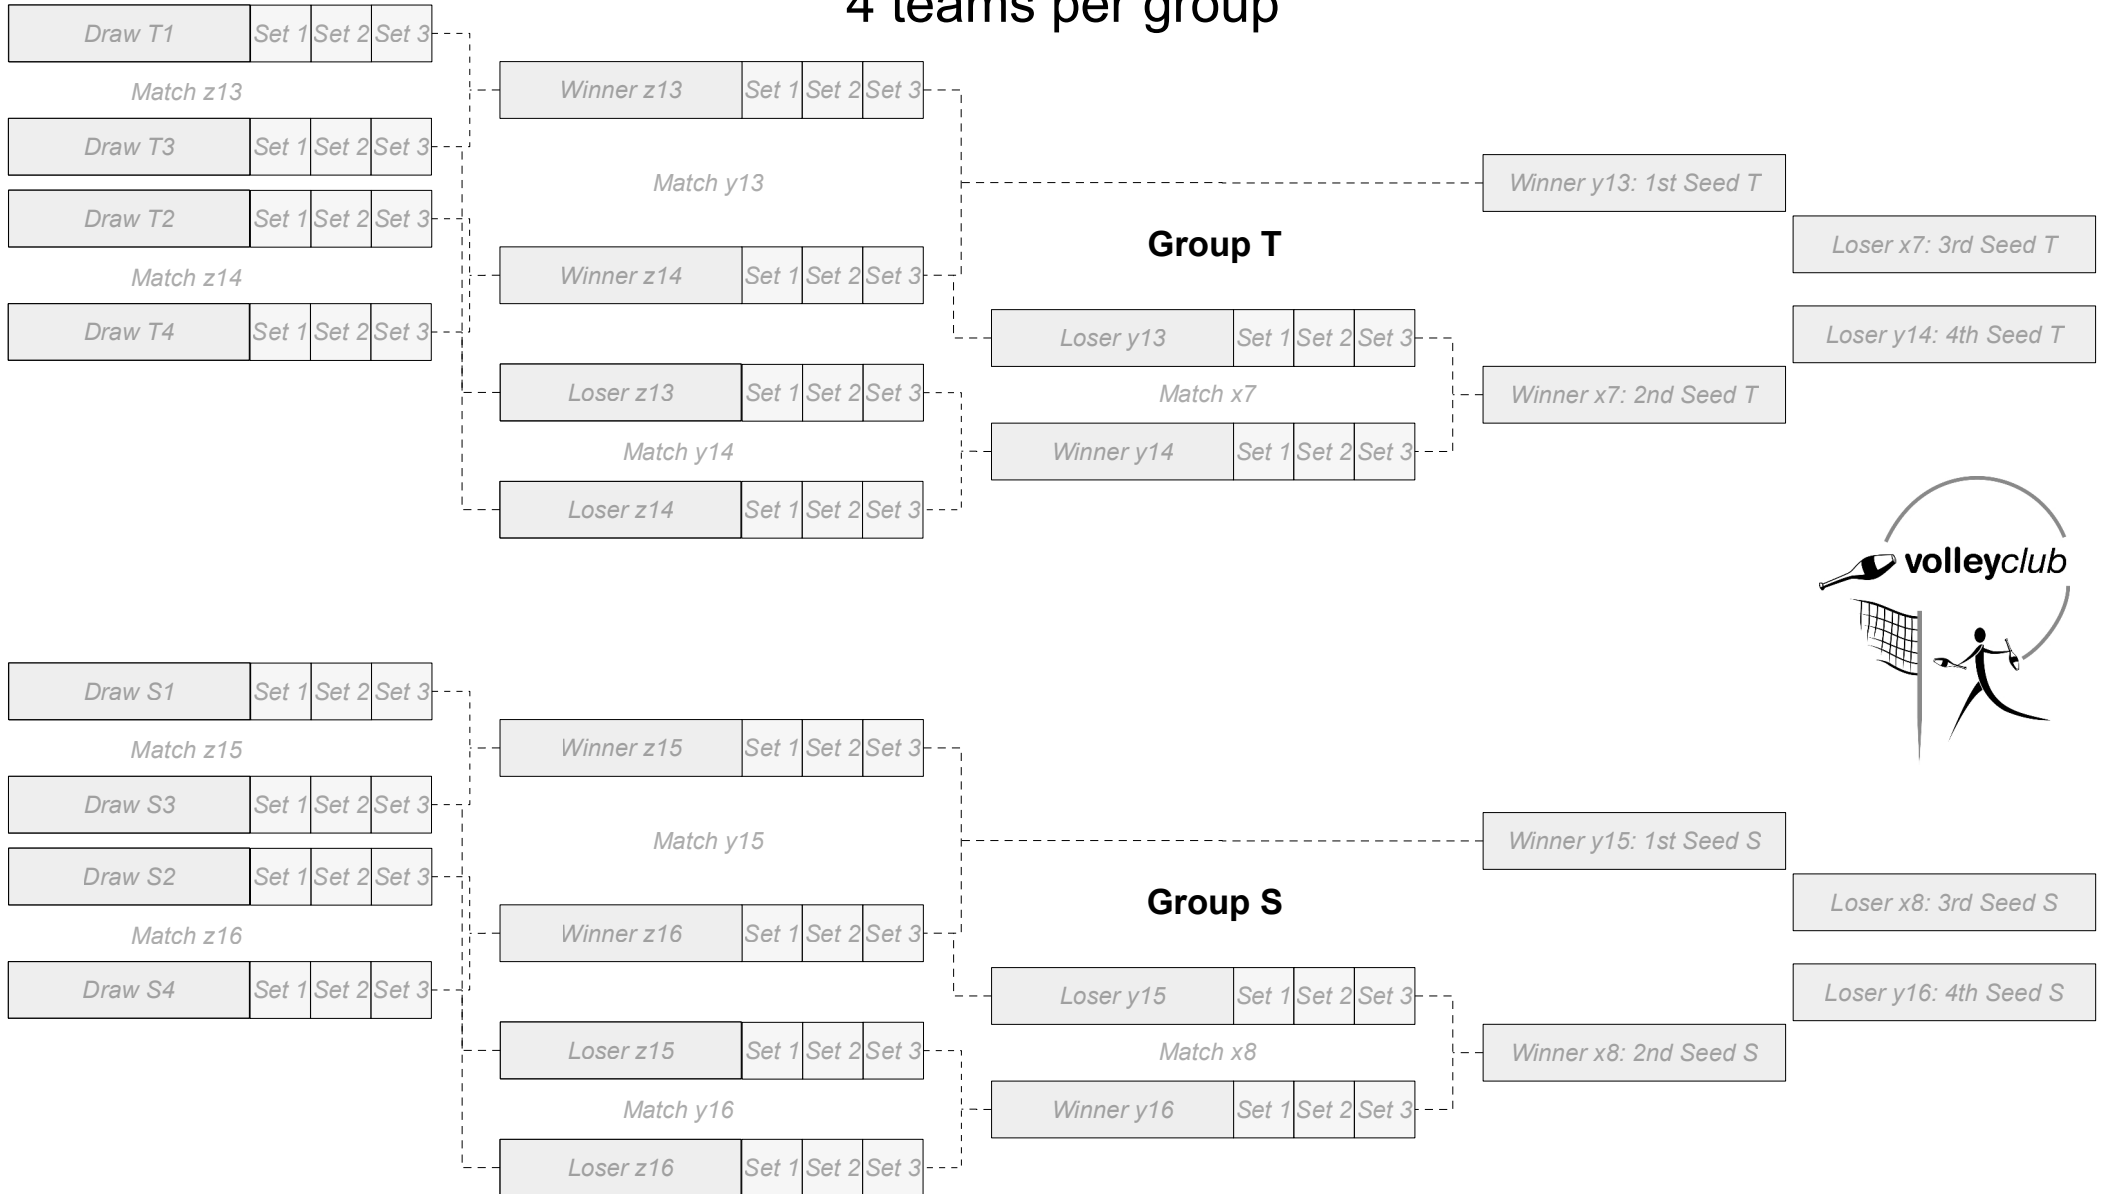 4 teams per group
Draw T1 Set 1 Set 2 Set 3
Match z13
Draw T3 Set 1 Set 2 Set 3
Draw T2 Set 1 Set 2 Set 3
Match z14
Draw T4 Set 1 Set 2 Set 3
Winner z13 Set 1 Set 2 Set 3
Match y13
Winner z14 Set 1 Set 2 Set 3
Loser z13 Set 1 Set 2 Set 3
Match y14
Loser z14 Set 1 Set 2 Set 3
Group T
Loser y13 Set 1 Set 2 Set 3
Match x7
Winner y14 Set 1 Set 2 Set 3
Winner y13: 1st Seed T
Winner x7: 2nd Seed T
Loser x7: 3rd Seed T
Loser y14: 4th Seed T
volleyclub
Draw S1 Set 1 Set 2 Set 3
Match z15
Draw S3 Set 1 Set 2 Set 3
Draw S2 Set 1 Set 2 Set 3
Match z16
Draw S4 Set 1 Set 2 Set 3
Winner z15 Set 1 Set 2 Set 3
Match y15
Winner z16 Set 1 Set 2 Set 3
Loser z15 Set 1 Set 2 Set 3
Match y16
Loser z16 Set 1 Set 2 Set 3
Group S
Loser y15 Set 1 Set 2 Set 3
Match x8
Winner y16 Set 1 Set 2 Set 3
Winner y15: 1st Seed S
Winner x8: 2nd Seed S
Loser x8: 3rd Seed S
Loser y16: 4th Seed S